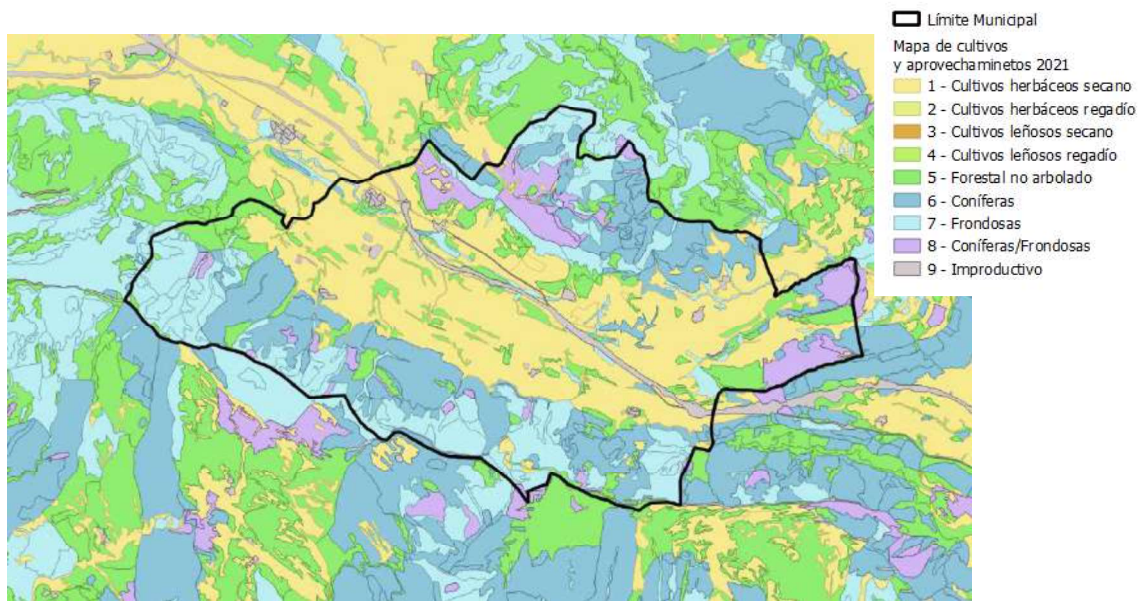 Límite Municipal
Mapa de cultivos
y aprovechaminetos 2021
1 - Cultivos herbáceos secano
2 - Cultivos herbáceos regadío
3 - Cultivos leñosos secano
4 - Cultivos leñosos regadío
5 - Forestal no arbolado
6 - Coníferas
7 - Frondosas
8 - Coníferas/Frondosas
9 - Improductivo